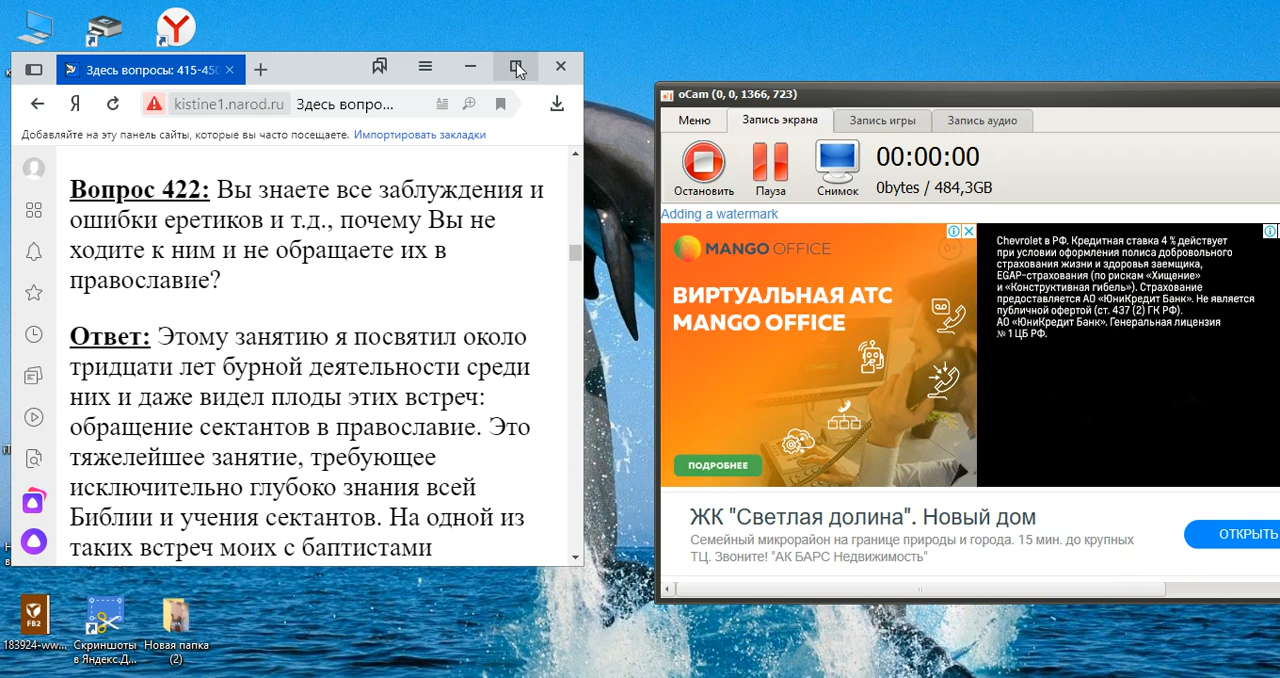 Здесь вопросы: 415-450
kistine1.narod.ru
Здесь вопро...
Добавляйте на эту панель сайты, которые вы часто посещаете. Импортировать закладки
Вопрос 422: Вы знаете все заблуждения и
ошибки еретиков и т.д., почему Вы не
ходите к ним и не обращаете их в
православие?
Ответ: Этому занятию я посвятил около
тридцати лет бурной деятельности среди
них и даже видел плоды этих встреч:
обращение сектантов в православие. Это
тяжелейшее занятие, требующее
исключительно глубоко знания всей
Библии и учения сектантов. На одной из
таких встреч моих с баптистами
FB2
183924-ww...
Скриншоты
в Яндекс.Д...
Новая папка
(2)
oCam (0, 0, 1366, 723)
Меню
Запись экрана
Запись игры
Запись аудио
Остановить
Пауза
Снимок
00:00:00
0bytes / 484,3GB
Adding a watermark
MANGO OFFICE
0+
ВИРТУАЛЬНАЯ АТС
MANGO OFFICE
ПОДРОБНЕЕ
Chevrolet в РФ. Кредитная ставка 4 % действует
при условии оформления полиса добровольного
страхования жизни и здоровья заемщика,
EGAP-страхования (по рискам «Хищение»
и «Конструктивная гибель»). Страхование
предоставляется АО «ЮниКредит Банк». Не является
публичной офертой (ст. 437 (2) ГК РФ).
АО «ЮниКредит Банк». Генеральная лицензия
№ 1 ЦБ РФ.
ЖК "Светлая долина". Новый дом
Семейный микрорайон на границе природы и города. 15 мин. до крупных
ТЦ. Звоните! "АК БАРС Недвижимость"
ОТКРЫТЬ